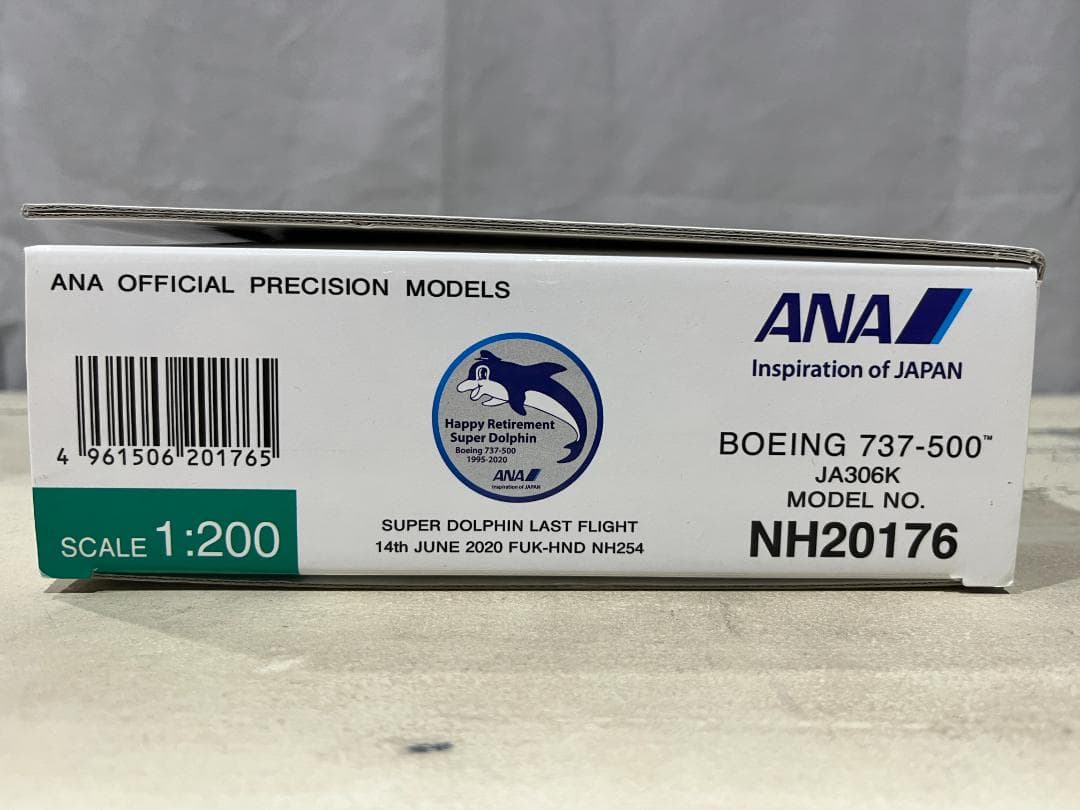 ANA OFFICIAL PRECISION MODELS
4 961506 201765
SCALE 1:200
Happy Retirement
Super Dolphin
Boeing 737-500
1995-2020
ANA
Inspiration of JAPAN
SUPER DOLPHIN LAST FLIGHT
14th JUNE 2020 FUK-HND NH254
ANA
Inspiration of JAPAN
BOEING 737-500™
JA306K
MODEL NO.
NH20176